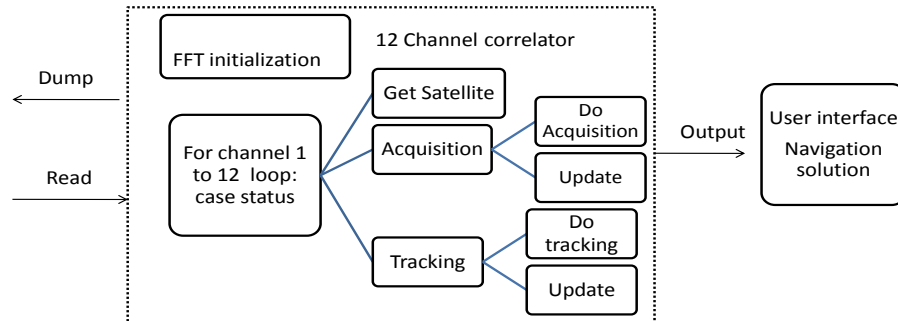 12 Channel correlator
FFT initialization
Dump
Read
For channel 1
to 12 loop:
case status
Get Satellite
Acquisition
Do
Acquisition
Update
Tracking
Do
tracking
Update
Output
User interface
Navigation
solution